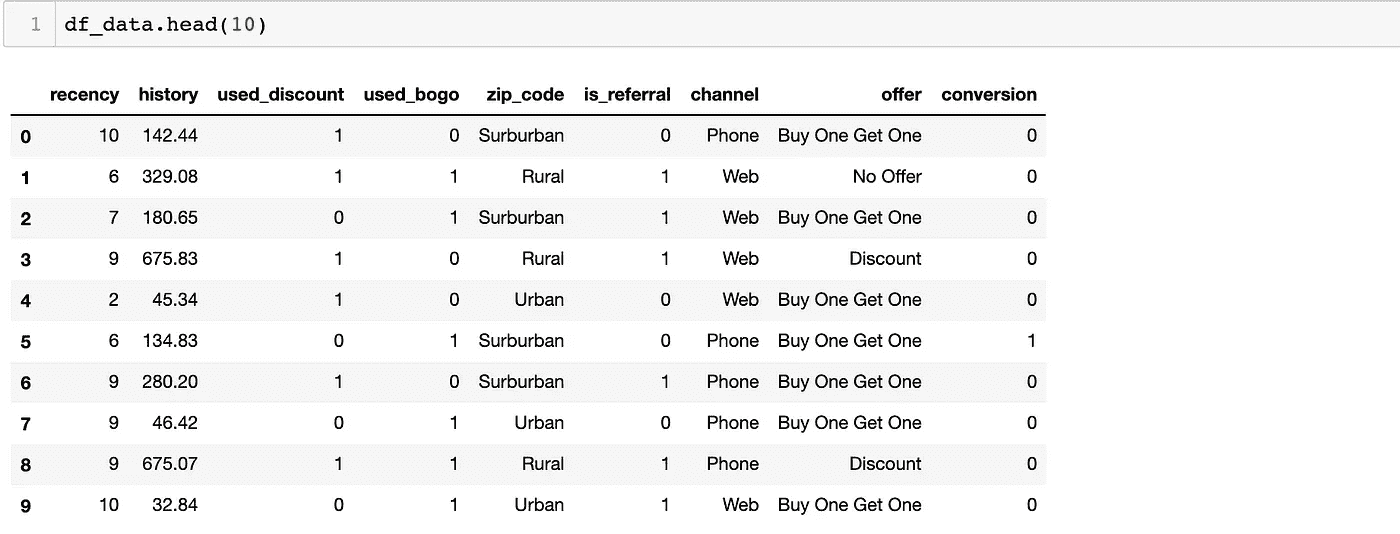 1 df_data.head(10)
recency history used_discount used_bogo zip_code is_referral channel offer conversion
0 10 142.44 1 0 Surburban 0 Phone Buy One Get One 0
1 6 329.08 1 1 Rural 1 Web No Offer 0
2 7 180.65 0 1 Surburban 1 Web Buy One Get One 0
3 9 675.83 1 0 Rural 1 Web Discount 0
4 2 45.34 1 0 Urban 0 Web Buy One Get One 0
5 6 134.83 0 1 Surburban 0 Phone Buy One Get One 1
6 9 280.20 1 0 Surburban 1 Phone Buy One Get One 0
7 9 46.42 0 1 Urban 0 Phone Buy One Get One 0
8 9 675.07 1 1 Rural 1 Phone Discount 0
9 10 32.84 0 1 Urban 1 Web Buy One Get One 0